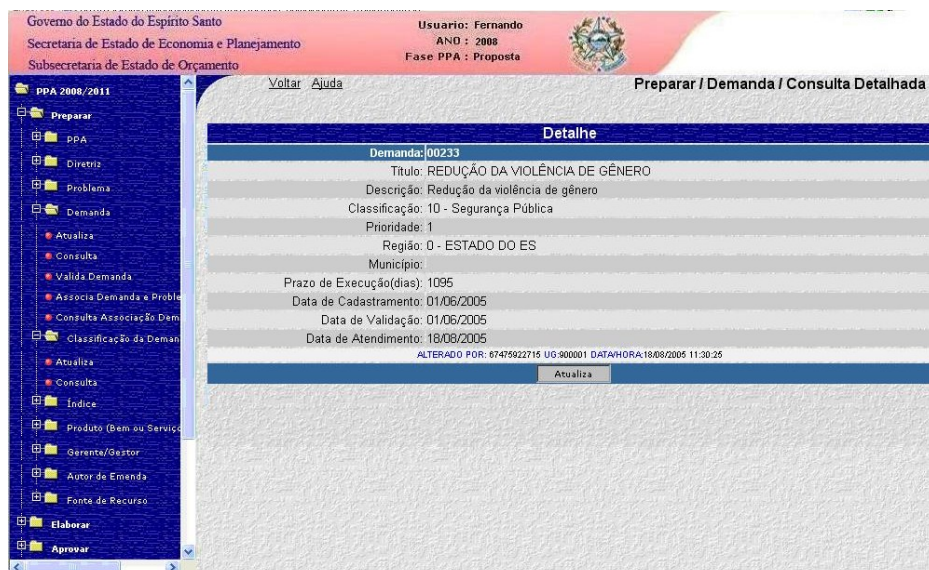 Governo do Estado do Espírito Santo
Secretaria de Estado de Economia e Planejamento
Subsecretaria de Estado de Orçamento
Usuario: Fernando
ANO : 2008
Fase PPA : Proposta
PPA 2008/2011
Preparar
PPA
Diretriz
Problema
Demanda
Atualiza
Consulta
Valida Demanda
Associa Demanda e Proble
Consulta Associação Dem
Classificação da Deman
Atualiza
Consulta
Índice
Produto (Bem ou Serviço
Gerente/Gestor
Autor de Emenda
Fonte de Recurso
Elaborar
Aprovar
Voltar Ajuda
Preparar / Demanda / Consulta Detalhada
Detalhe
Demanda: 00233
Título: REDUÇÃO DA VIOLÊNCIA DE GÊNERO
Descrição: Redução da violência de gênero
Classificação: 10 - Segurança Pública
Prioridade: 1
Região: 0 - ESTADO DO ES
Município:
Prazo de Execução(dias): 1095
Data de Cadastramento: 01/06/2005
Data de Validação: 01/06/2005
Data de Atendimento: 18/08/2005
ALTERADO POR: 67475922715 UG:900001 DATA/HORA:18/08/2005 11:30:25
Atualiza